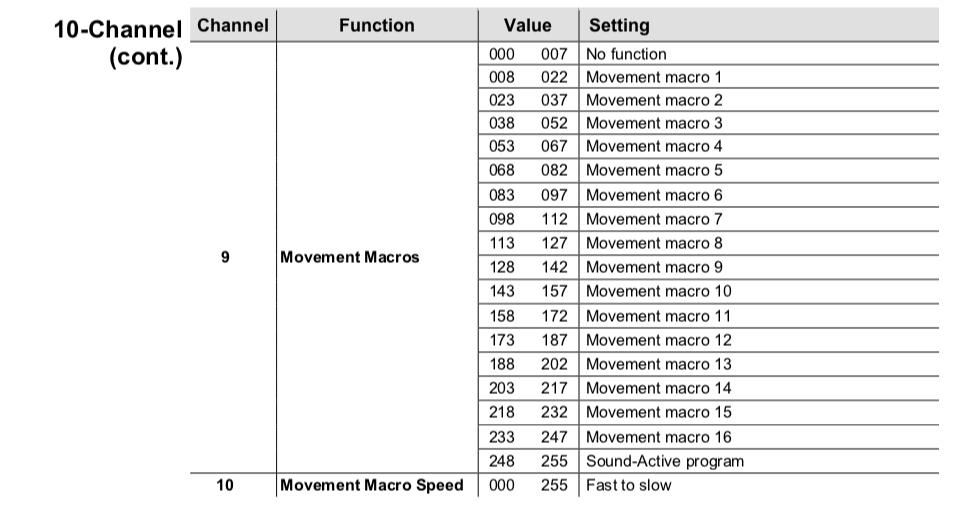 10-Channel
(cont.)
Channel Function Value Setting
000 007 No function
008 022 Movement macro 1
023 037 Movement macro 2
038 052 Movement macro 3
053 067 Movement macro 4
068 082 Movement macro 5
083 097 Movement macro 6
098 112 Movement macro 7
113 127 Movement macro 8
9 Movement Macros
128 142 Movement macro 9
143 157 Movement macro 10
158 172 Movement macro 11
173 187 Movement macro 12
188 202 Movement macro 13
203 217 Movement macro 14
218 232 Movement macro 15
233 247 Movement macro 16
248 255 Sound-Active program
10 Movement Macro Speed 000 255 Fast to slow